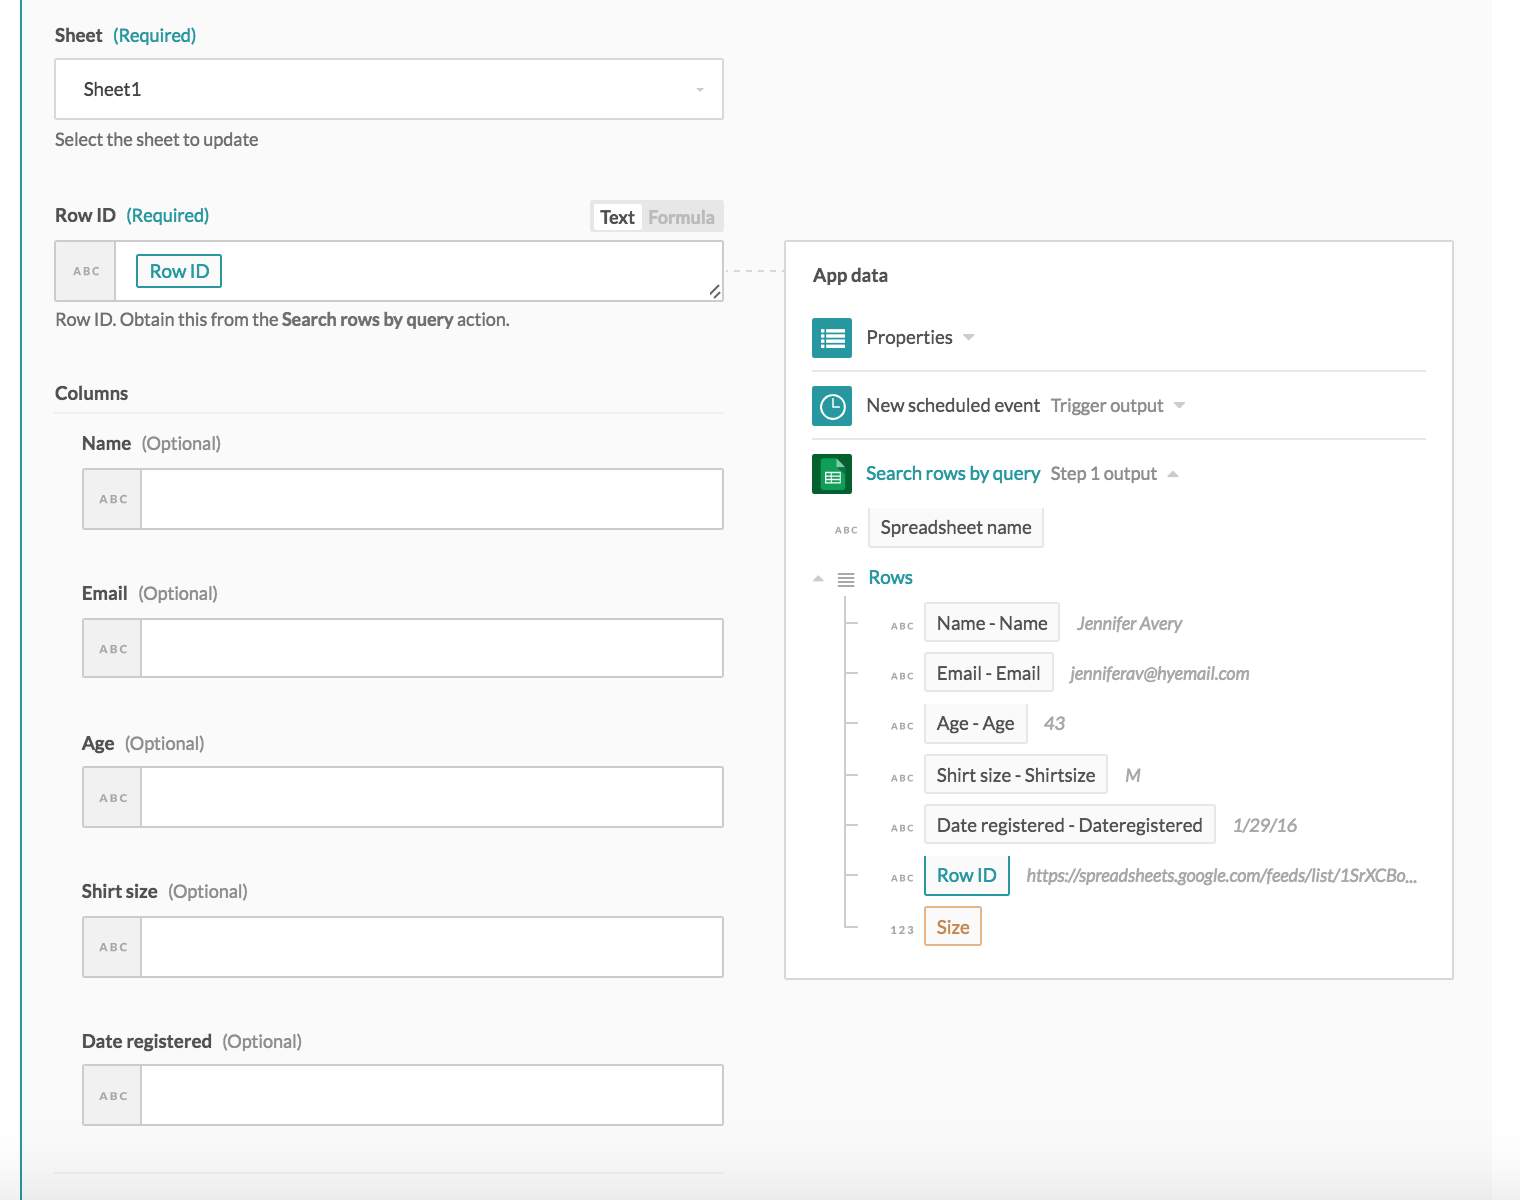 Sheet (Required)
Sheet1
Select the sheet to update
Row ID (Required)
Text Formula
ABC Row ID
Row ID. Obtain this from the Search rows by query action.
Columns
Name (Optional)
ABC
Email (Optional)
ABC
Age (Optional)
ABC
Shirt size (Optional)
ABC
Date registered (Optional)
ABC
App data
Properties
New scheduled event Trigger output
Search rows by query Step 1 output
ABC Spreadsheet name
Rows
ABC Name - Name Jennifer Avery
ABC Email - Email jenniferav@hyemail.com
ABC Age - Age 43
ABC Shirt size - Shirtsize M
ABC Date registered - Dateregistered 1/29/16
ABC Row ID https://spreadsheets.google.com/feeds/list/1SrXCBo...
123 Size